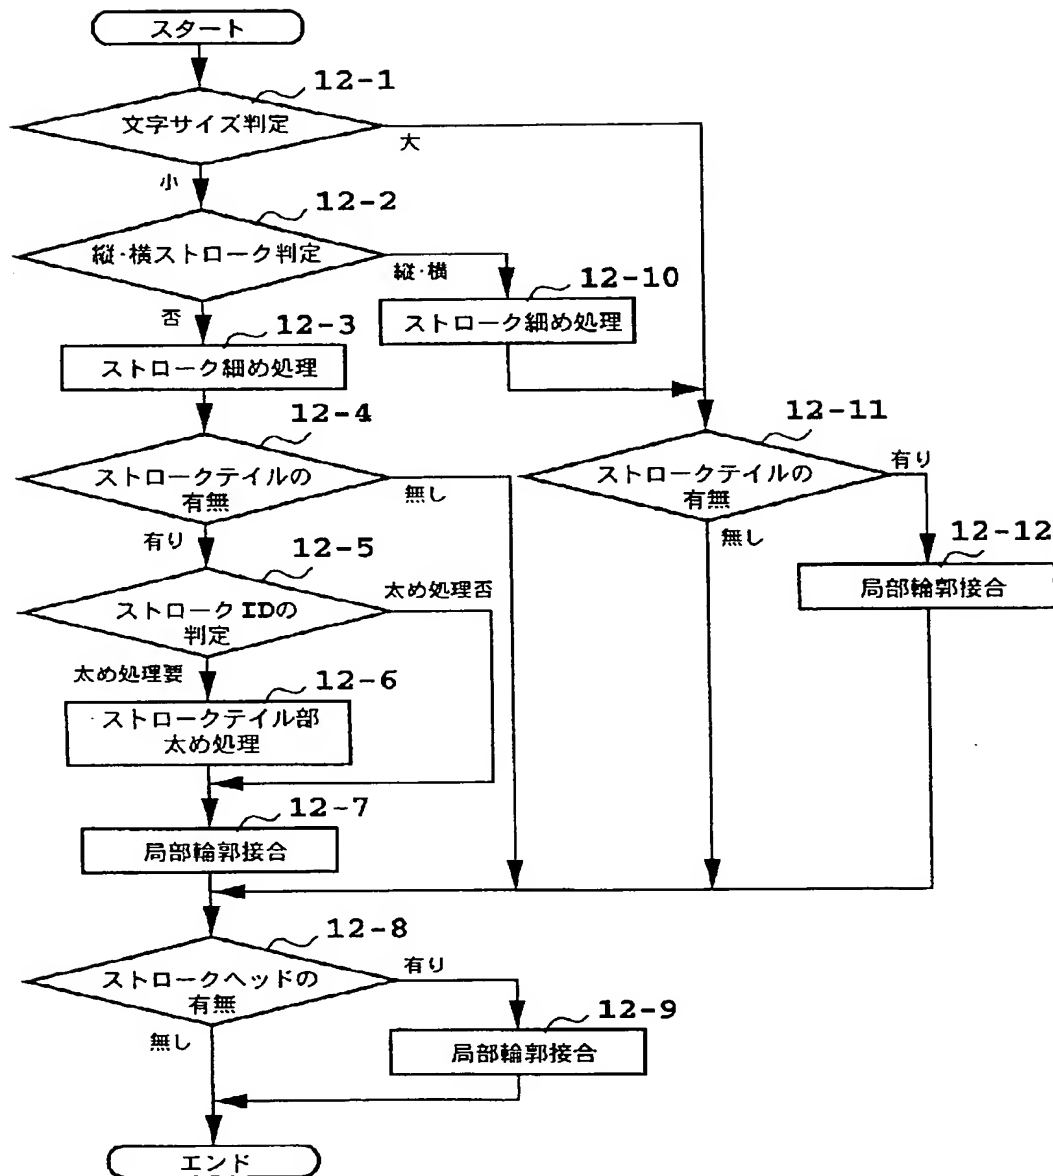 スタート
12-1
文字サイズ判定
大
小
12-2
縦·横ストローク判定
縦·横
12-10
ストローク細め処理
否
12-3
ストローク細め処理
12-4
ストロークテイルの
有無
無し
有り
12-11
ストロークテイルの
有無
有り
無し
12-12
局部輪郭接合
12-5
ストロークIDの
判定
太め処理否
太め処理要
12-6
ストロークテイル部
太め処理
12-7
局部輪郭接合
12-8
ストロークヘッドの
有無
有り
無し
12-9
局部輪郭接合
エンド